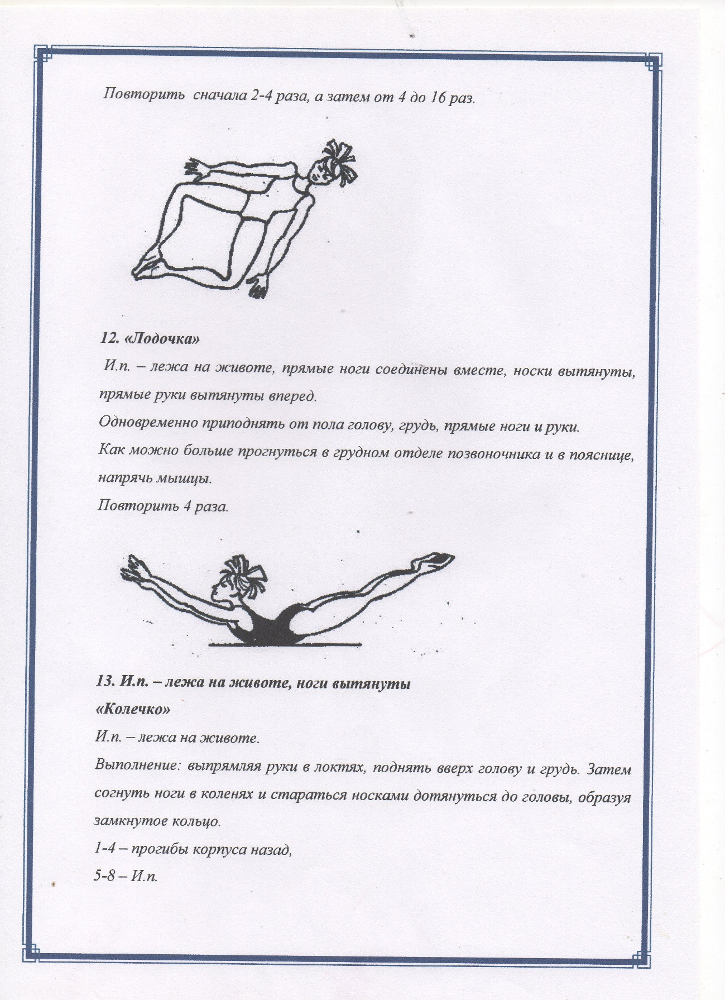 Повторить сначала 2-4 раза, а затем от 4 до 16 раз.
12. «Лодочка»
И.п. – лежа на животе, прямые ноги соединены вместе, носки вытянуты,
прямые руки вытянуты вперед.
Одновременно приподнять от пола голову, грудь, прямые ноги и руки.
Как можно больше прогнуться в грудном отделе позвоночника и в пояснице,
напрячь мышцы.
Повторить 4 раза.
13. И.п. – лежа на животе, ноги вытянуты
«Колечко»
И.п. – лежа на животе.
Выполнение: выпрямляя руки в локтях, поднять вверх голову и грудь. Затем
согнуть ноги в коленях и стараться носками дотянуться до головы, образуя
замкнутое кольцо.
1-4 – прогибы корпуса назад,
5-8 – И.п.